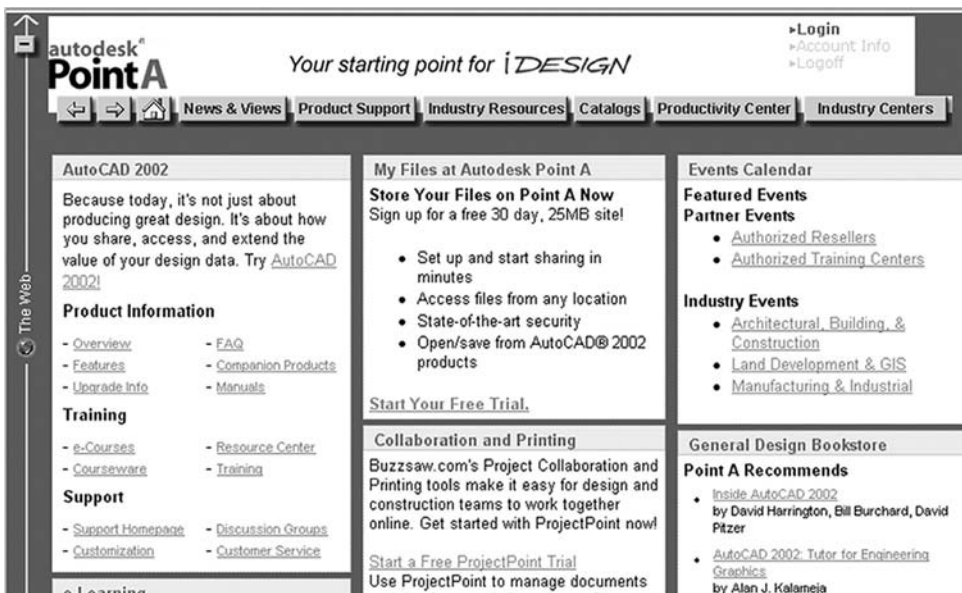 autodesk®
Point A
Your starting point for iDESIGN
▸Login
▸Account Info
▸Logoff
News & Views
Product Support
Industry Resources
Catalogs
Productivity Center
Industry Centers
The Web
AutoCAD 2002
Because today, it's not just about
producing great design. It's about how
you share, access, and extend the
value of your design data. Try AutoCAD
2002!
Product Information
- Overview
- FAQ
- Features
- Companion Products
- Upgrade Info
- Manuals
Training
- e-Courses
- Resource Center
- Courseware
- Training
Support
- Support Homepage
- Discussion Groups
- Customization
- Customer Service
e-Learning
My Files at Autodesk Point A
Store Your Files on Point A Now
Sign up for a free 30 day, 25MB site!
• Set up and start sharing in
minutes
• Access files from any location
• State-of-the-art security
• Open/save from AutoCAD® 2002
products
Start Your Free Trial.
Collaboration and Printing
Buzzsaw.com's Project Collaboration and
Printing tools make it easy for design and
construction teams to work together
online. Get started with ProjectPoint now!
Start a Free ProjectPoint Trial
Use ProjectPoint to manage documents
Events Calendar
Featured Events
Partner Events
• Authorized Resellers
• Authorized Training Centers
Industry Events
• Architectural, Building, &
Construction
• Land Development & GIS
• Manufacturing & Industrial
General Design Bookstore
Point A Recommends
• Inside AutoCAD 2002
by David Harrington, Bill Burchard, David
Pitzer
• AutoCAD 2002: Tutor for Engineering
Graphics
by Alan J. Kalameja